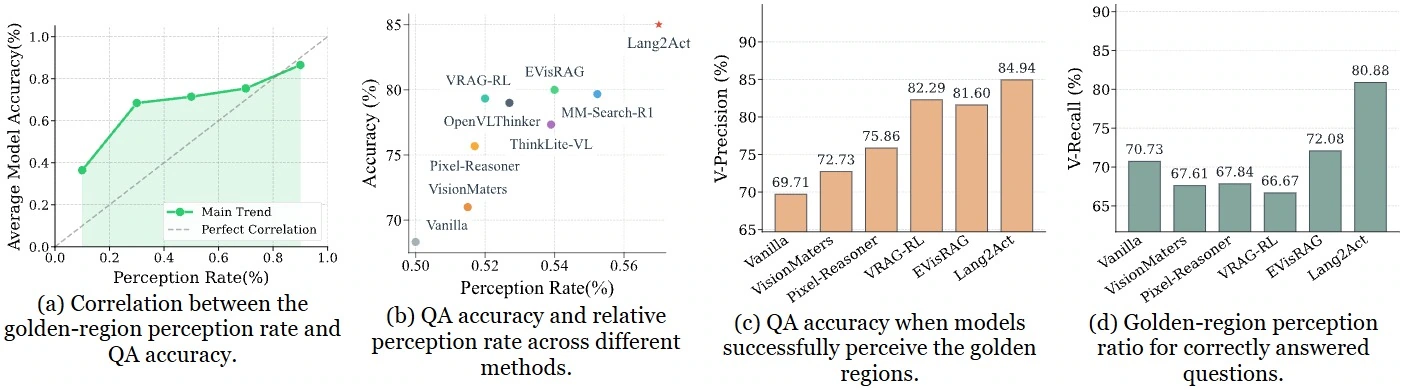 Average Model Accuracy(%)
1.0
0.8
0.6
0.4
0.2
0.0
0.0 0.2 0.4 0.6 0.8 1.0
Main Trend
Perfect Correlation
Perception Rate(%)
(a) Correlation between the
golden-region perception rate and
QA accuracy.
Accuracy (%)
85
80
75
70
Lang2Act
VRAG-RL
EVisRAG
MM-Search-R1
OpenVLThinker
ThinkLite-VL
Pixel-Reasoner
VisionMaters
Vanilla
0.50 0.52 0.54 0.56
Perception Rate(%)
(b) QA accuracy and relative
perception rate across different
methods.
V-Precision (%)
90
85
80
75
70
65
69.71
72.73
75.86
82.29
81.60
84.94
Vanilla
VisionMaters
Pixel-Reasoner
VRAG-RL
EVisRAG
Lang2Act
(c) QA accuracy when models
successfully perceive the golden
regions.
V-Recall (%)
90
85
80
75
70
65
70.73
67.61
67.84
66.67
72.08
80.88
Vanilla
VisionMaters
Pixel-Reasoner
VRAG-RL
EVisRAG
Lang2Act
(d) Golden-region perception
ratio for correctly answered
questions.